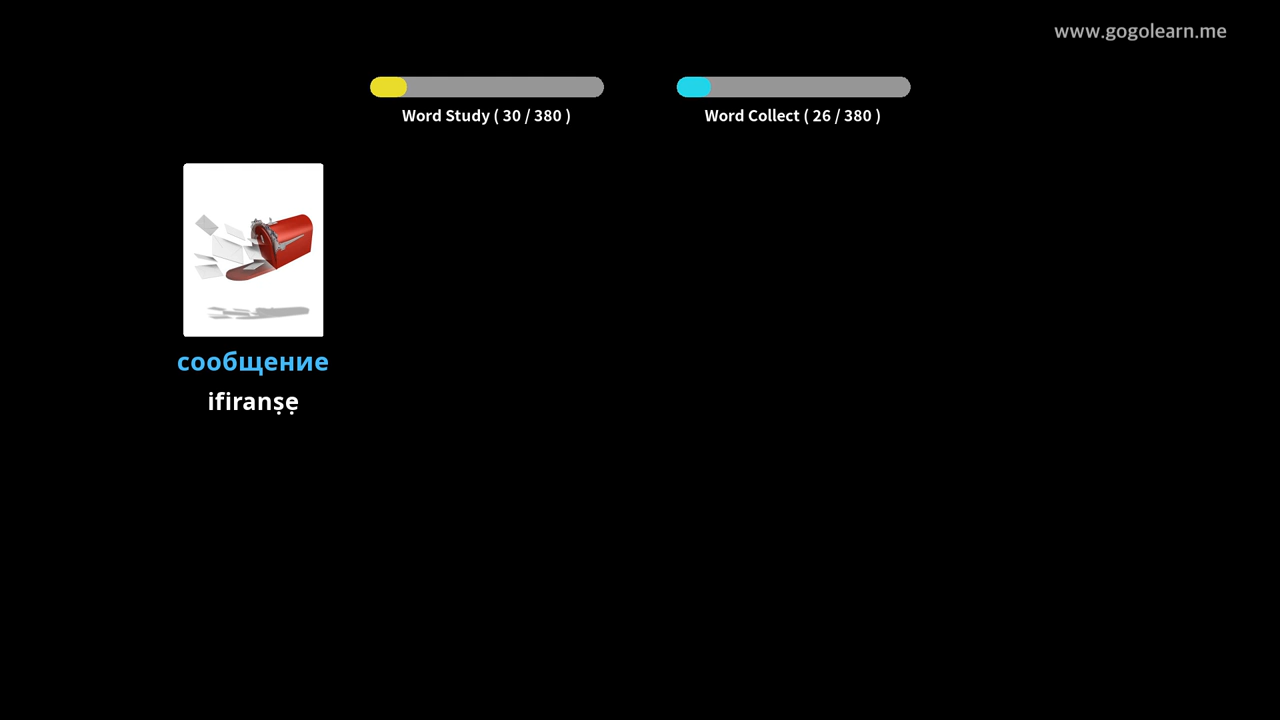 www.gogolearn.me
Word Study ( 30 / 380 )
Word Collect ( 26 / 380 )
сообщение
ifiranṣẹ